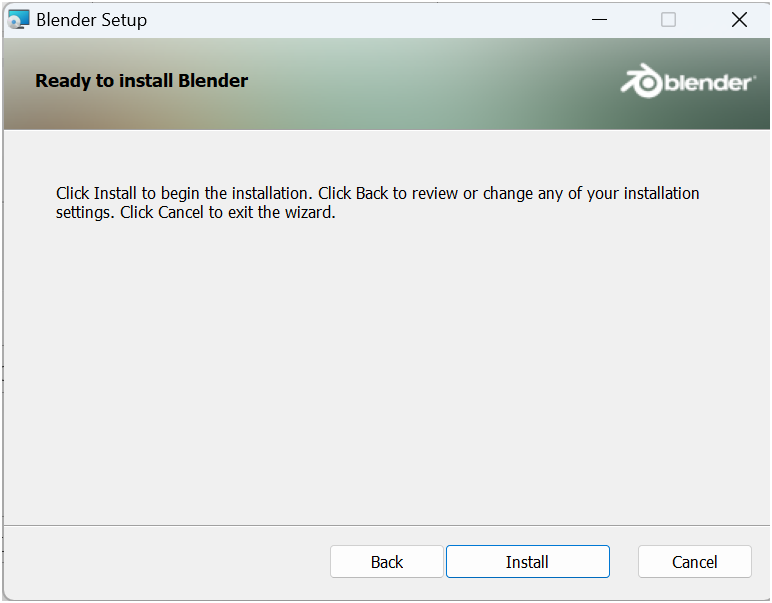 Blender Setup
Ready to install Blender
blender
Click Install to begin the installation. Click Back to review or change any of your installation
settings. Click Cancel to exit the wizard.
Back
Install
Cancel